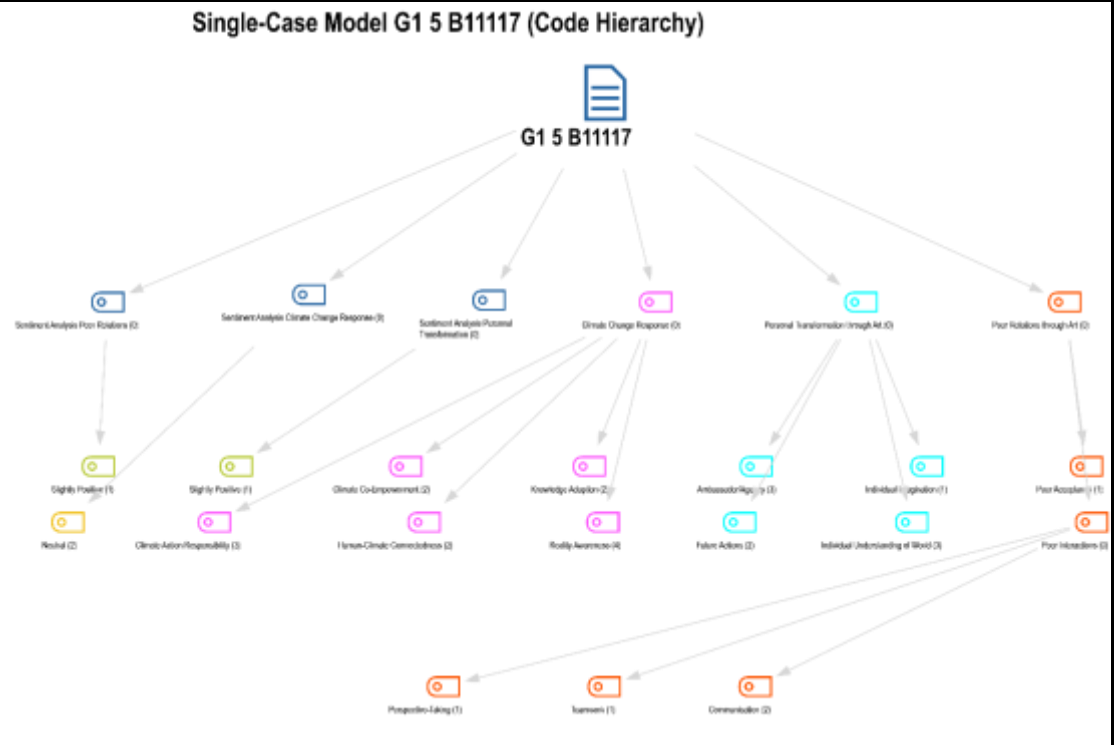 Single-Case Model G1 5 B11117 (Code Hierarchy)
G1 5 B11117
Sentiment Analysis Peer Relations (0)
Sentiment Analysis Climate Change Response (0)
Sentiment Analysis Personal
Transformation (0)
Climate Change Response (0)
Personal Transformation through Art (0)
Peer Relations through Art (0)
Slightly Positive (1)
Slightly Positive (1)
Climate Co-Empowerment (2)
Knowledge Adaption (2)
Ambassador Agency (3)
Individual Imagination (1)
Peer Acceptance (1)
Neutral (2)
Climate Action Responsibility (3)
Human-Climate Connectedness (2)
Reality Awareness (4)
Future Actions (2)
Individual Understanding of World (3)
Peer Interactions (0)
Perspective-Taking (1)
Teamwork (1)
Communication (2)